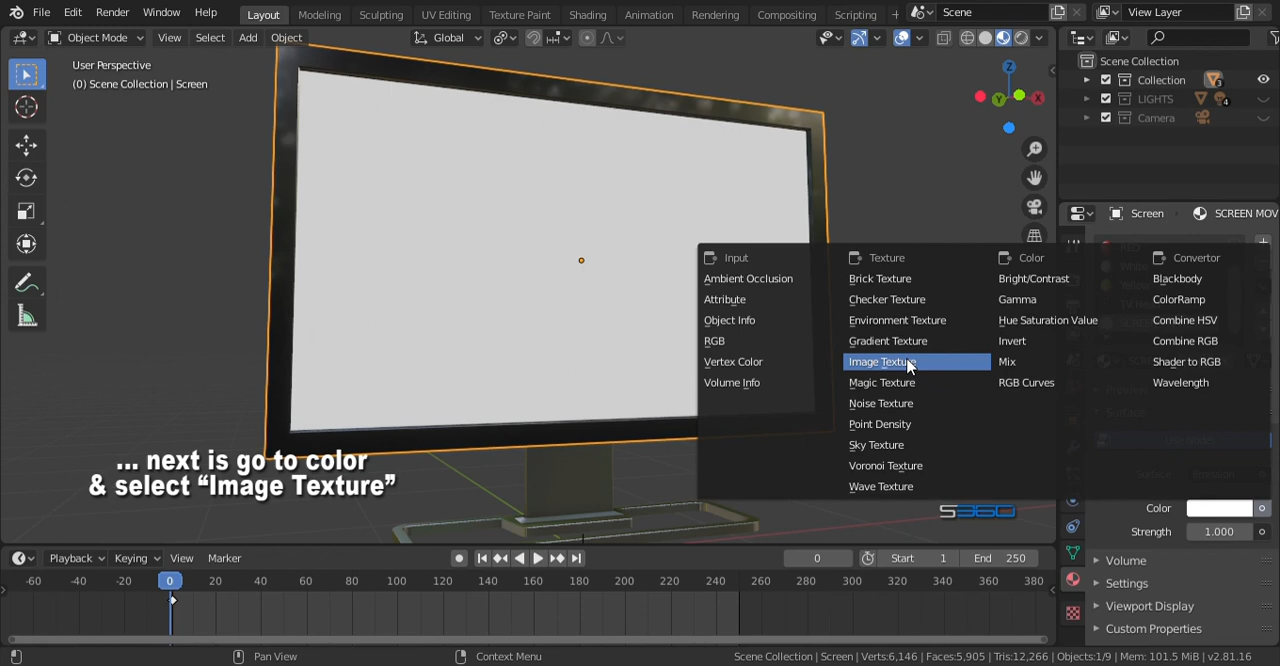 File Edit Render Window Help Layout Modeling Sculpting UV Editing Texture Paint Shading Animation Rendering Compositing Scripting + Scene View Layer
Object Mode View Select Add Object Global
User Perspective
(0) Scene Collection | Screen
Z
Y
X
Scene Collection
Collection 3
LIGHTS 4
Camera
Screen SCREEN MOV
Input
Ambient Occlusion
Attribute
Object Info
RGB
Vertex Color
Volume Info
Texture
Brick Texture
Checker Texture
Environment Texture
Gradient Texture
Image Texture
Magic Texture
Noise Texture
Point Density
Sky Texture
Voronoi Texture
Wave Texture
Color
Bright/Contrast
Gamma
Hue Saturation Value
Invert
Mix
RGB Curves
Convertor
Blackbody
ColorRamp
Combine HSV
Combine RGB
Shader to RGB
Wavelength
... next is go to color
& select “Image Texture”
S360
Surface Emission
Color
Strength 1.000
Volume
Settings
Viewport Display
Custom Properties
Playback Keying View Marker 0 Start 1 End 250
-60 -40 -20 0 20 40 60 80 100 120 140 160 180 200 220 240 260 280 300 320 340 360 380
Pan View Context Menu Scene Collection | Screen | Verts:6,146 | Faces:5,905 | Tris:12,266 | Objects:1/9 | Mem: 101.5 MiB | v2.81.16